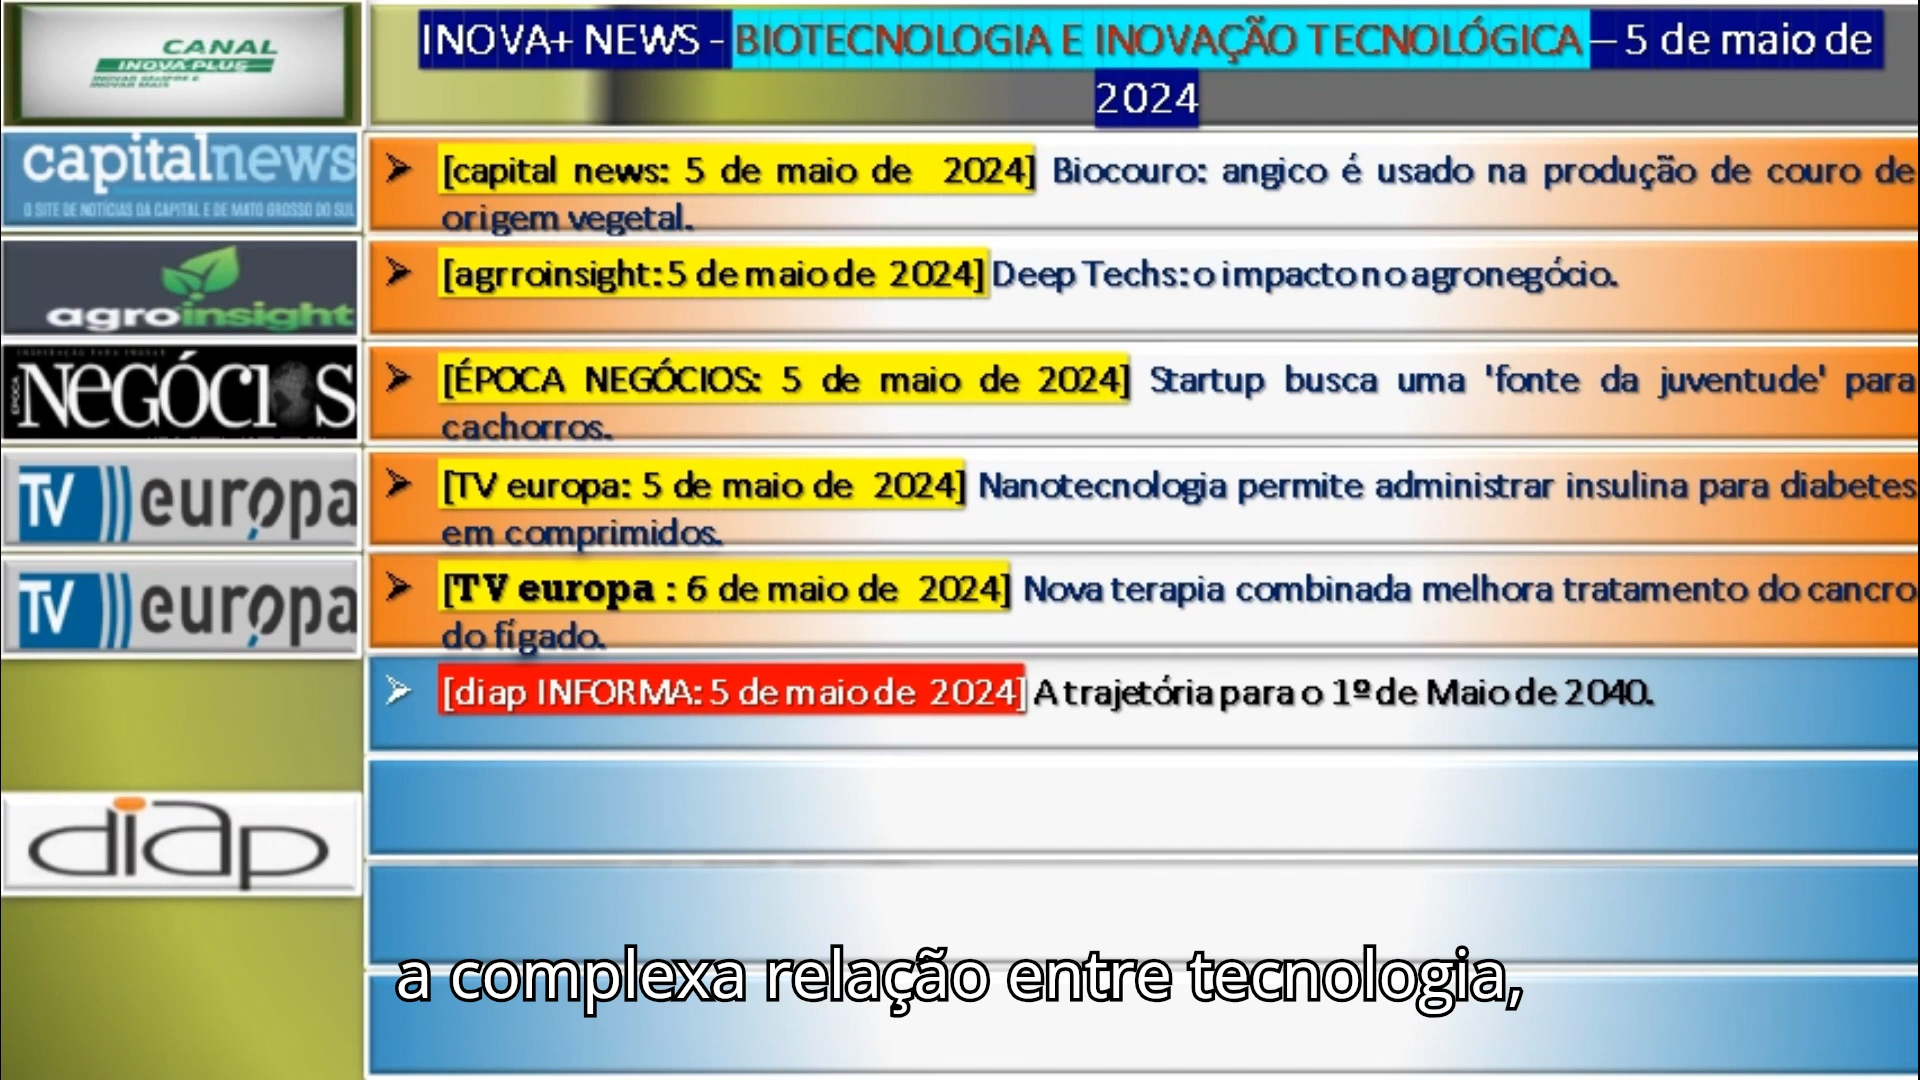 CANAL
INOVA PLUS
INOVAR SEMPRE E
INOVAR MAIS
INOVA+ NEWS - BIOTECNOLOGIA E INOVAÇÃO TECNOLÓGICA – 5 de maio de
2024
capitalnews
O SITE DE NOTÍCIAS DA CAPITAL E DE MATO GROSSO DO SUL
[capital news: 5 de maio de 2024] Biocouro: angico é usado na produção de couro de
origem vegetal.
agroinsight
[agrroinsight: 5 de maio de 2024] Deep Techs: o impacto no agronegócio.
ÉPOCA
NEGÓCIOS
[ÉPOCA NEGÓCIOS: 5 de maio de 2024] Startup busca uma 'fonte da juventude' para
cachorros.
TV europa
[TV europa: 5 de maio de 2024] Nanotecnologia permite administrar insulina para diabetes
em comprimidos.
TV europa
[TV europa : 6 de maio de 2024] Nova terapia combinada melhora tratamento do cancro
do fígado.
[diap INFORMA: 5 de maio de 2024] A trajetória para o 1º de Maio de 2040.
diap
a complexa relação entre tecnologia,